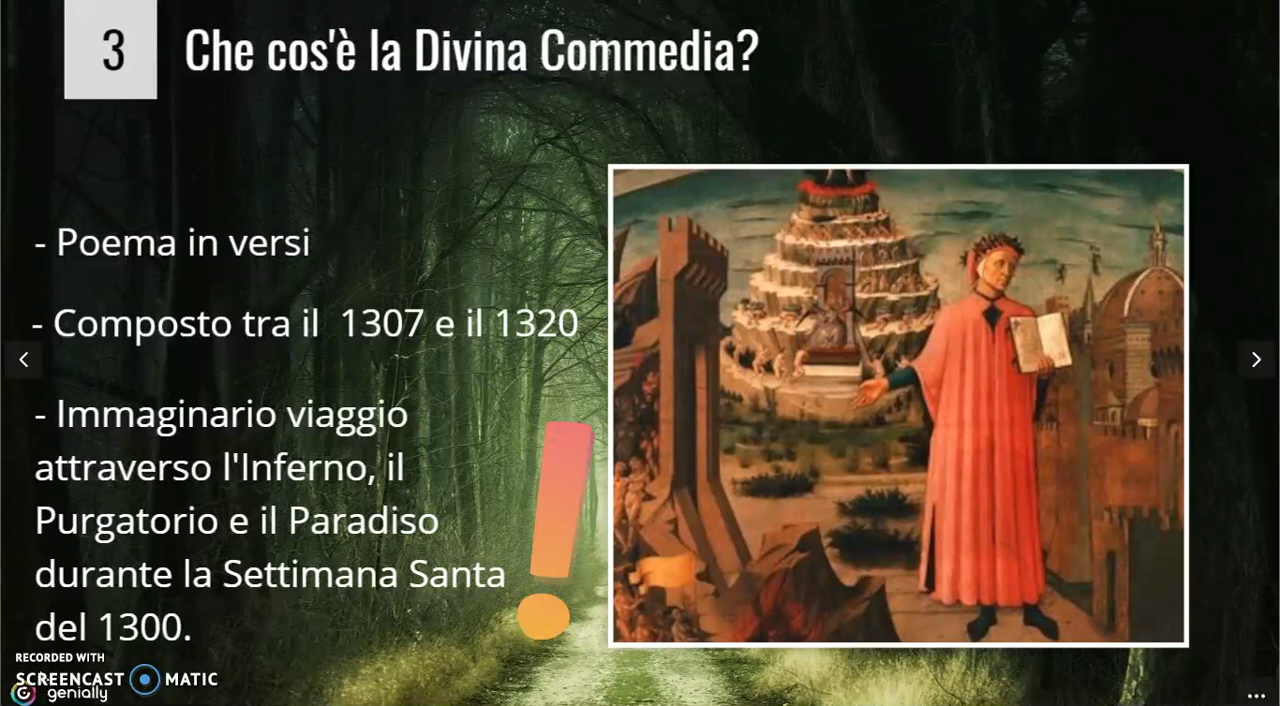 3 Che cos'è la Divina Commedia?
- Poema in versi
- Composto tra il 1307 e il 1320
- Immaginario viaggio
attraverso l'Inferno, il
Purgatorio e il Paradiso
durante la Settimana Santa
del 1300.
!
RECORDED WITH
SCREENCAST MATIC
genially